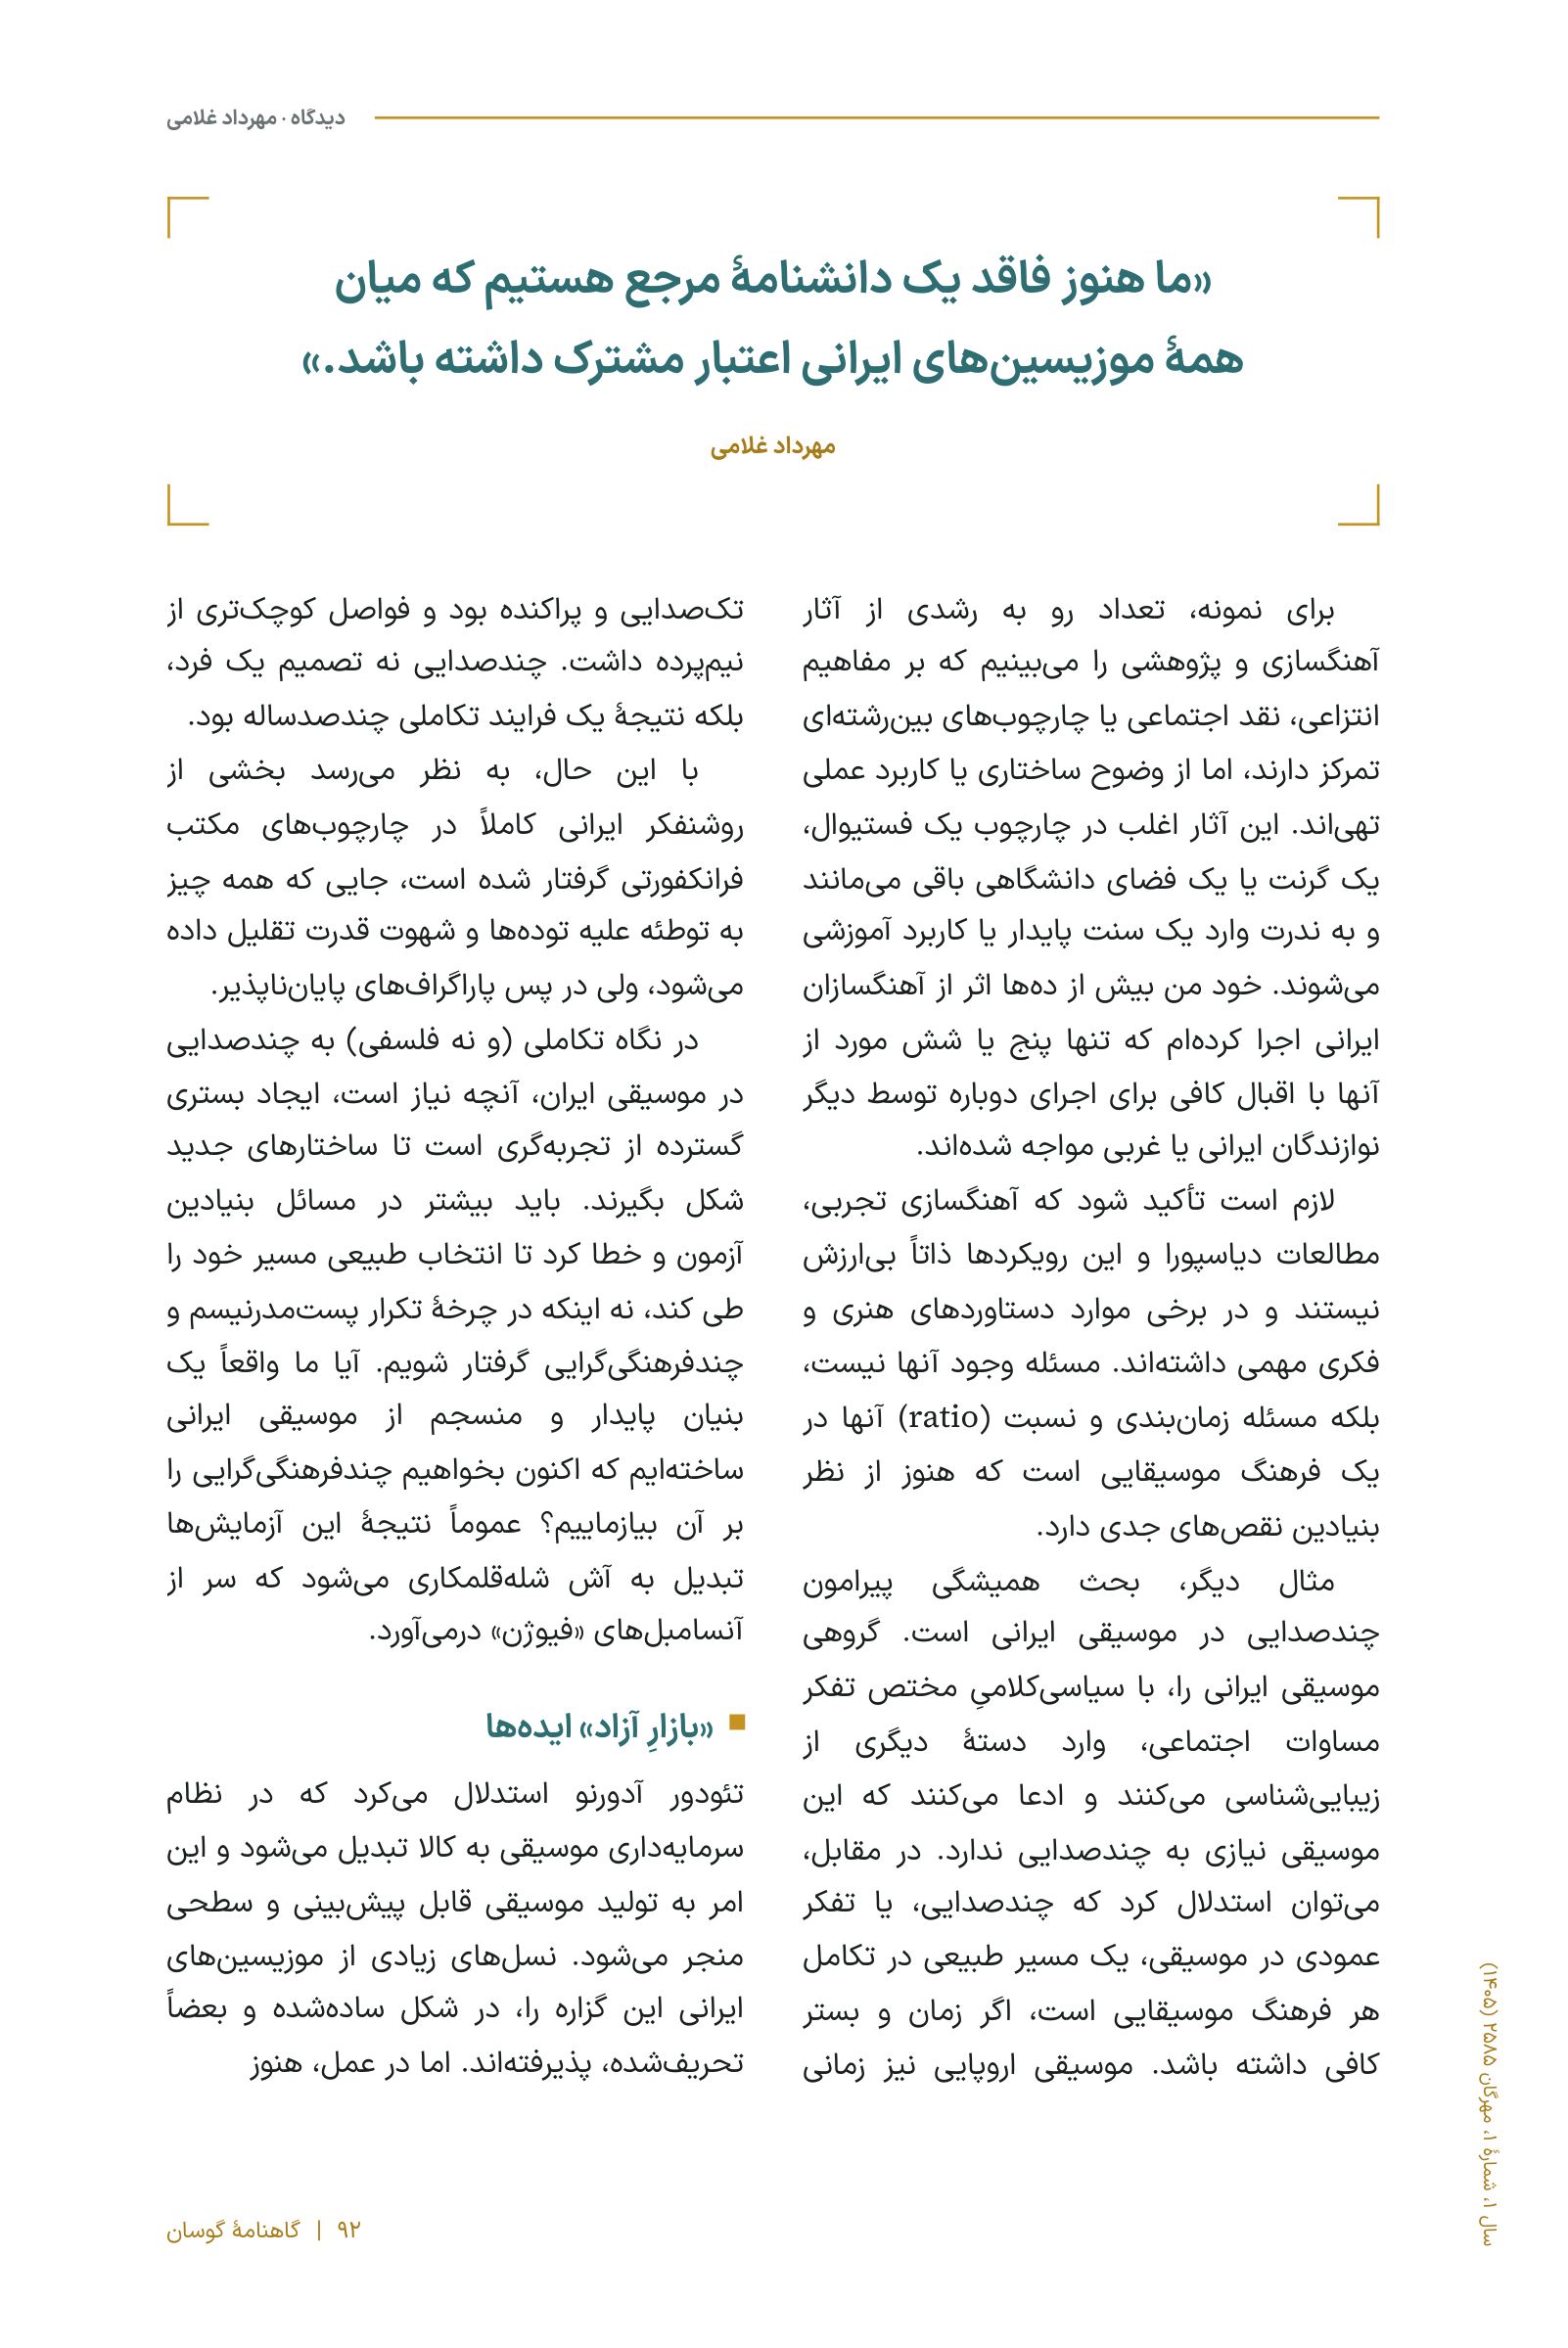 دیدگاه · مهرداد غلامی
«ما هنوز فاقد یک دانشنامهٔ مرجع هستیم که میان
همهٔ موزیسین‌های ایرانی اعتبار مشترک داشته باشد.»
مهرداد غلامی
برای نمونه، تعداد رو به رشدی از آثار
آهنگسازی و پژوهشی را می‌بینیم که بر مفاهیم
انتزاعی، نقد اجتماعی یا چارچوب‌های بین‌رشته‌ای
تمرکز دارند، اما از وضوح ساختاری یا کاربرد عملی
تهی‌اند. این آثار اغلب در چارچوب یک فستیوال،
یک گرنت یا یک فضای دانشگاهی باقی می‌مانند
و به ندرت وارد یک سنت پایدار یا کاربرد آموزشی
می‌شوند. خود من بیش از ده‌ها اثر از آهنگسازان
ایرانی اجرا کرده‌ام که تنها پنج یا شش مورد از
آنها با اقبال کافی برای اجرای دوباره توسط دیگر
نوازندگان ایرانی یا غربی مواجه شده‌اند.
لازم است تأکید شود که آهنگسازی تجربی،
مطالعات دیاسپورا و این رویکردها ذاتاً بی‌ارزش
نیستند و در برخی موارد دستاوردهای هنری و
فکری مهمی داشته‌اند. مسئله وجود آنها نیست،
بلکه مسئله زمان‌بندی و نسبت (ratio) آنها در
یک فرهنگ موسیقایی است که هنوز از نظر
بنیادین نقص‌های جدی دارد.
مثال دیگر، بحث همیشگی پیرامون
چندصدایی در موسیقی ایرانی است. گروهی
موسیقی ایرانی را، با سیاسی‌کلامیِ مختص تفکر
مساوات اجتماعی، وارد دستهٔ دیگری از
زیبایی‌شناسی می‌کنند و ادعا می‌کنند که این
موسیقی نیازی به چندصدایی ندارد. در مقابل،
می‌توان استدلال کرد که چندصدایی، یا تفکر
عمودی در موسیقی، یک مسیر طبیعی در تکامل
هر فرهنگ موسیقایی است، اگر زمان و بستر
کافی داشته باشد. موسیقی اروپایی نیز زمانی
تک‌صدایی و پراکنده بود و فواصل کوچک‌تری از
نیم‌پرده داشت. چندصدایی نه تصمیم یک فرد،
بلکه نتیجهٔ یک فرایند تکاملی چندصدساله بود.
با این حال، به نظر می‌رسد بخشی از
روشنفکر ایرانی کاملاً در چارچوب‌های مکتب
فرانکفورتی گرفتار شده است، جایی که همه چیز
به توطئه علیه توده‌ها و شهوت قدرت تقلیل داده
می‌شود، ولی در پس پاراگراف‌های پایان‌ناپذیر.
در نگاه تکاملی (و نه فلسفی) به چندصدایی
در موسیقی ایران، آنچه نیاز است، ایجاد بستری
گسترده از تجربه‌گری است تا ساختارهای جدید
شکل بگیرند. باید بیشتر در مسائل بنیادین
آزمون و خطا کرد تا انتخاب طبیعی مسیر خود را
طی کند، نه اینکه در چرخهٔ تکرار پست‌مدرنیسم و
چندفرهنگی‌گرایی گرفتار شویم. آیا ما واقعاً یک
بنیان پایدار و منسجم از موسیقی ایرانی
ساخته‌ایم که اکنون بخواهیم چندفرهنگی‌گرایی را
بر آن بیازماییم؟ عموماً نتیجهٔ این آزمایش‌ها
تبدیل به آش شله‌قلمکاری می‌شود که سر از
آنسامبل‌های «فیوژن» درمی‌آورد.
«بازارِ آزاد» ایده‌ها
تئودور آدورنو استدلال می‌کرد که در نظام
سرمایه‌داری موسیقی به کالا تبدیل می‌شود و این
امر به تولید موسیقی قابل پیش‌بینی و سطحی
منجر می‌شود. نسل‌های زیادی از موزیسین‌های
ایرانی این گزاره را، در شکل ساده‌شده و بعضاً
تحریف‌شده، پذیرفته‌اند. اما در عمل، هنوز
سال ۱، شمارهٔ ۱، مهرگان ۲۵۸۵ (۱۴۰۵)
۹۲ | گاهنامهٔ گوسان